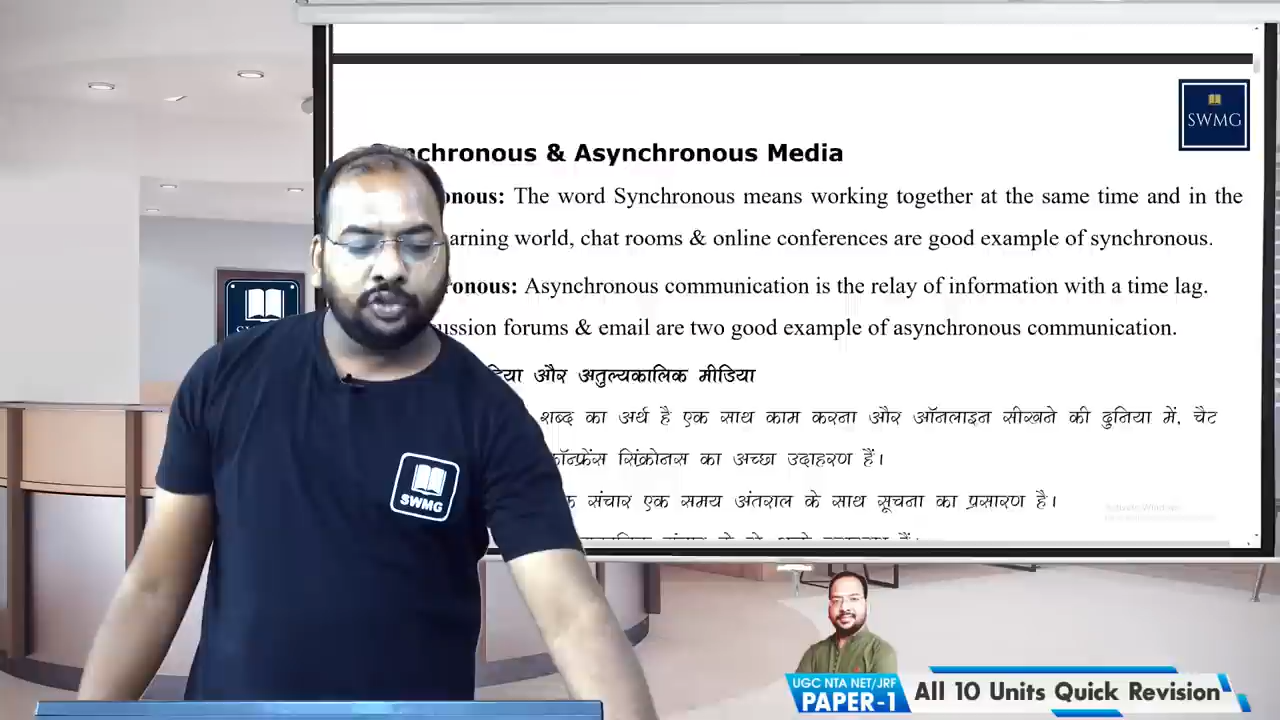 SWMG
chronous & Asynchronous Media
onous: The word Synchronous means working together at the same time and in the
arning world, chat rooms & online conferences are good example of synchronous.
ronous: Asynchronous communication is the relay of information with a time lag.
ussion forums & email are two good example of asynchronous communication.
और अतुल्यकालिक मीडिया
शब्द का अर्थ है एक साथ काम करना और ऑनलाइन सीखने की दुनिया में, चैट
कॉन्फ्रेंस सिंक्रोनस का अच्छा उदाहरण हैं।
संचार एक समय अंतराल के साथ सूचना का प्रसारण है।
Activate Windows
SWMG
UGC NTA NET/JRF
PAPER-1
All 10 Units Quick Revision